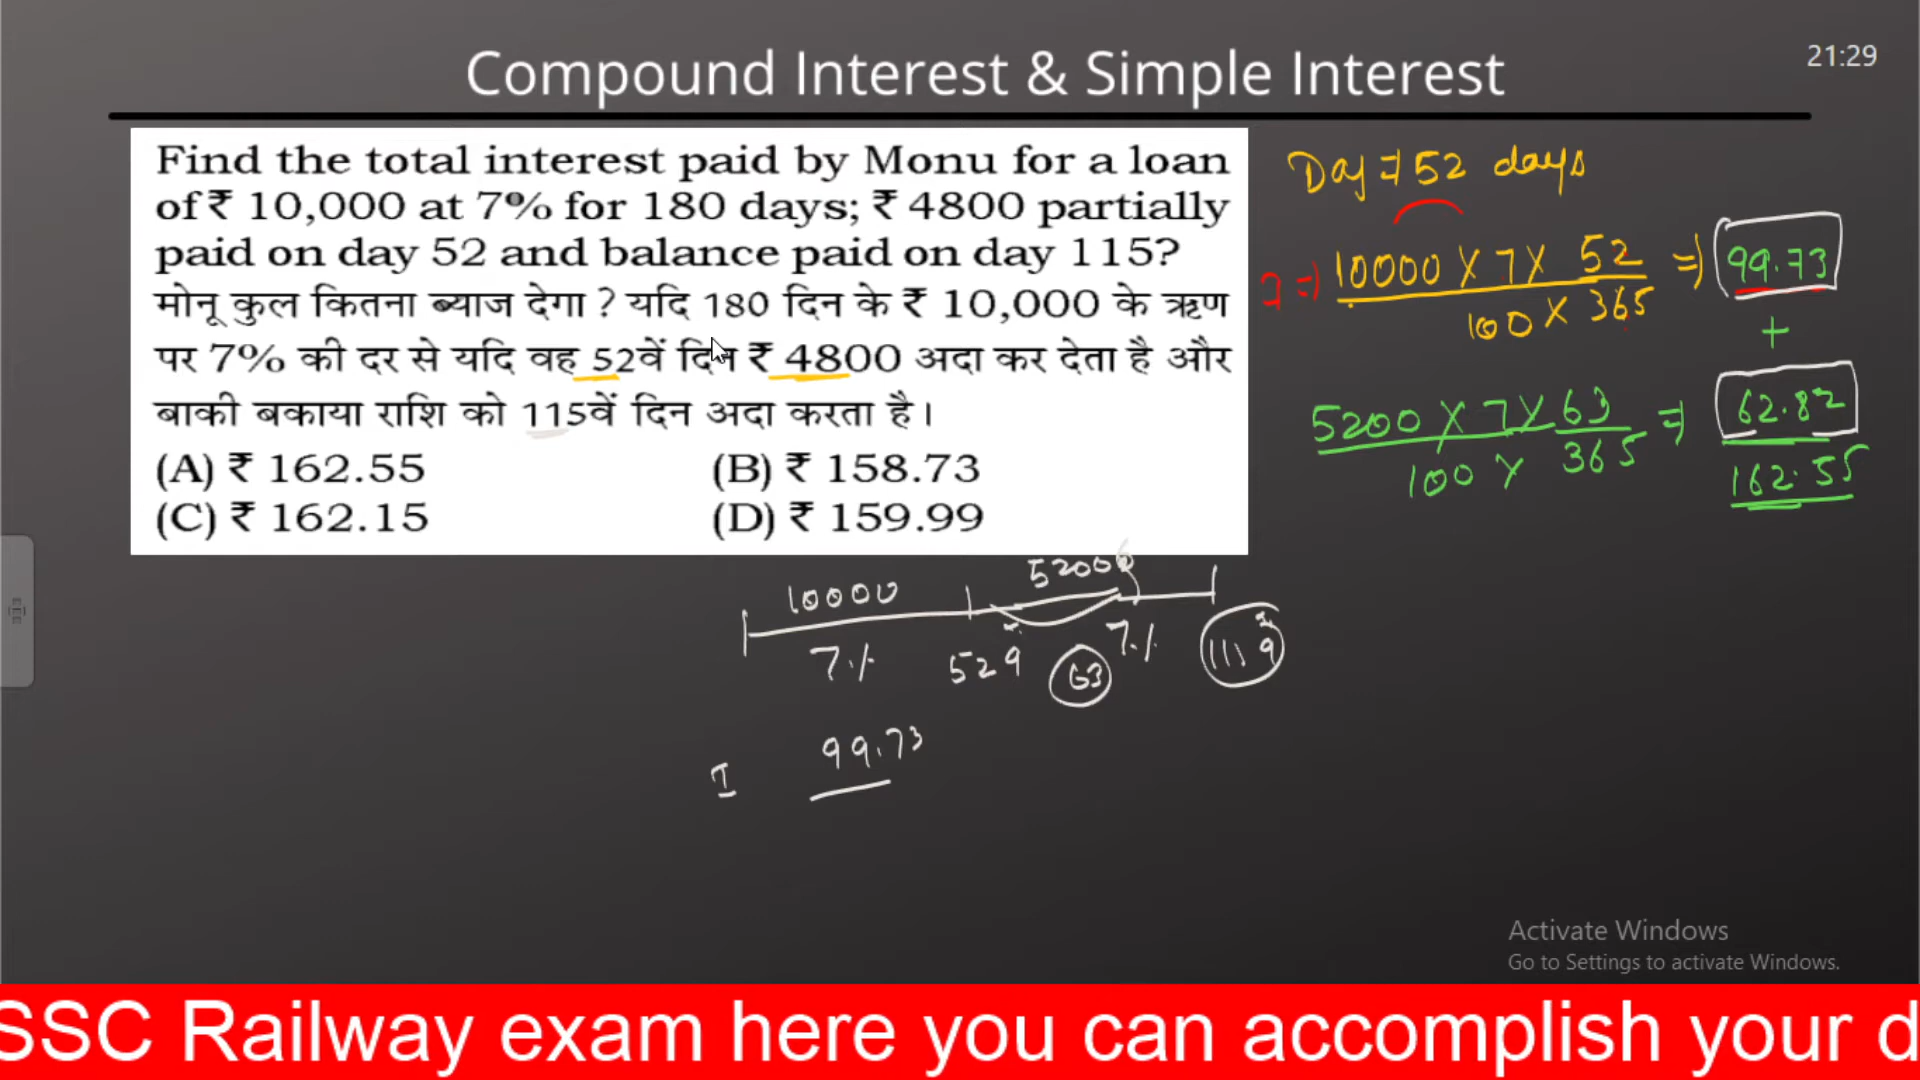 Compound Interest & Simple Interest
21:29
Find the total interest paid by Monu for a loan
of ₹ 10,000 at 7% for 180 days; ₹ 4800 partially
paid on day 52 and balance paid on day 115?
मोनू कुल कितना ब्याज देगा ? यदि 180 दिन के ₹ 10,000 के ऋण
पर 7% की दर से यदि वह 52वें दिन ₹ 4800 अदा कर देता है और
बाकी बकाया राशि को 115वें दिन अदा करता है।
(A) ₹ 162.55 (B) ₹ 158.73
(C) ₹ 162.15 (D) ₹ 159.99
Day ⇒ 52 days
10000 X 7 X 52 ⇒ 99.73
100 X 365
+
5200 X 7 X 63 ⇒ 62.82
100 X 365
162.55
10000 5200
7% 52 63 7%
I 99.73
Activate Windows
Go to Settings to activate Windows.
SSC Railway exam here you can accomplish your d